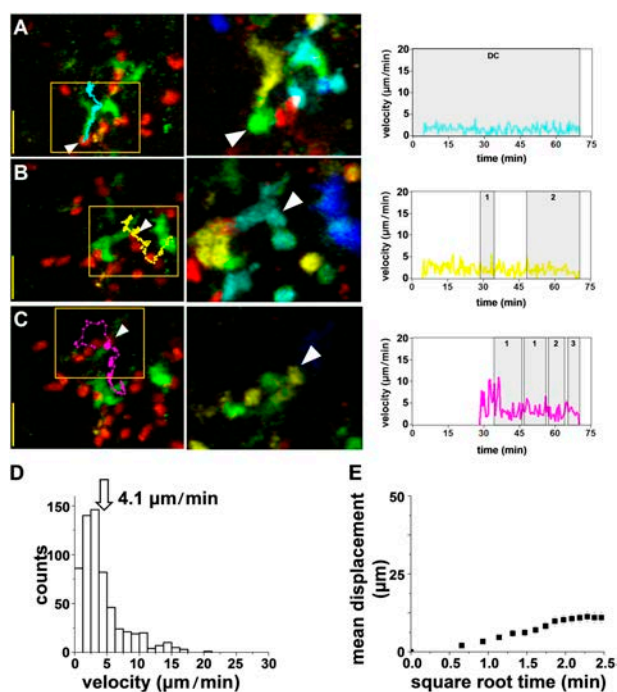 A
20
15
10
5
0
velocity (µm/min)
DC
0 15 30 45 60 75
time (min)
B
20
15
10
5
0
velocity (µm/min)
1 2
0 15 30 45 60 75
time (min)
C
20
15
10
5
0
velocity (µm/min)
1 1 2 3
0 15 30 45 60 75
time (min)
D
4.1 µm/min
150
100
50
0
counts
0 5 10 15 20 25 30
velocity (µm/min)
E
50
25
0
mean displacement
(µm)
0.0 0.5 1.0 1.5 2.0 2.5
square root time (min)